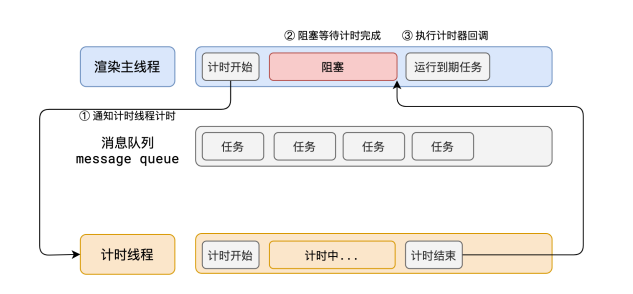 ② 阻塞等待计时完成
③ 执行计时器回调
渲染主线程
计时开始
阻塞
运行到期任务
① 通知计时线程计时
消息队列
message queue
任务
任务
任务
任务
计时线程
计时开始
计时中...
计时结束